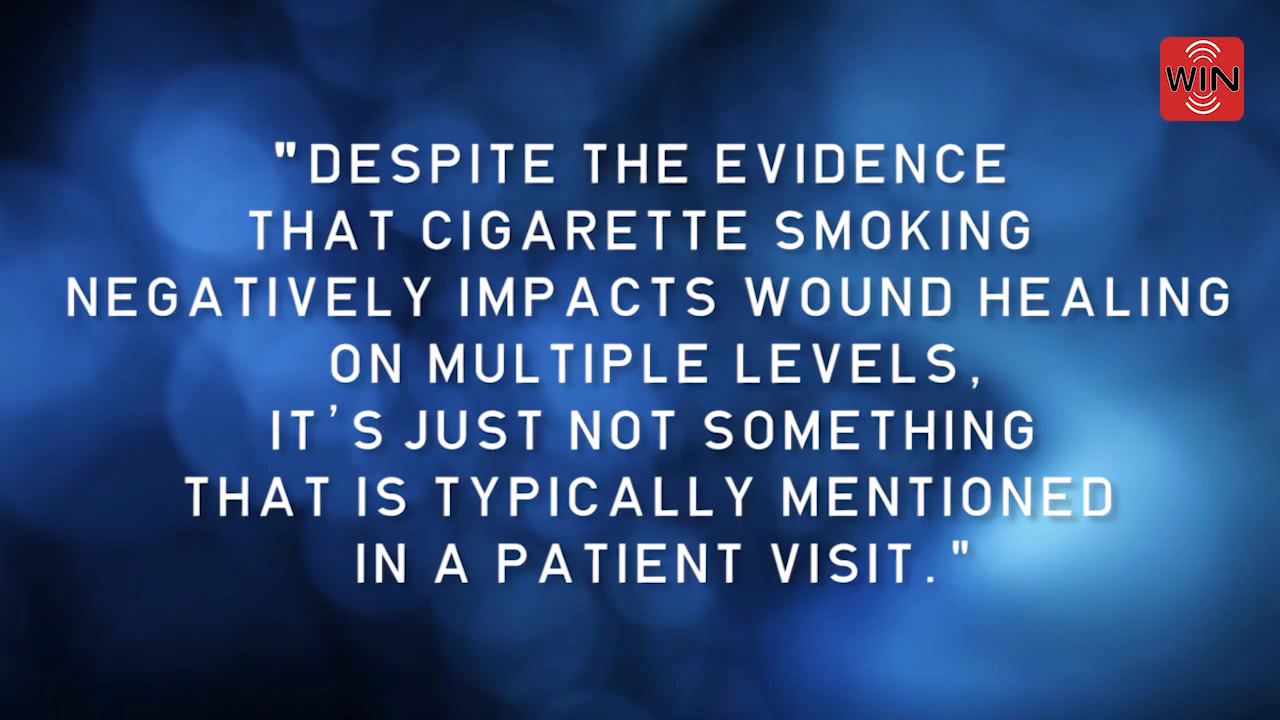 WIN
"DESPITE THE EVIDENCE
THAT CIGARETTE SMOKING
NEGATIVELY IMPACTS WOUND HEALING
ON MULTIPLE LEVELS,
IT’S JUST NOT SOMETHING
THAT IS TYPICALLY MENTIONED
IN A PATIENT VISIT."